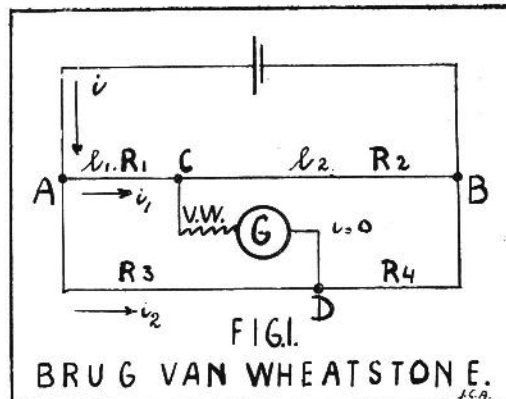 i
l₁. R₁ C l₂. R₂
A i₁ B
V.W. G i=0
R₃ R₄
i₂ D
FIG.1.
BRUG VAN WHEATSTONE.
J.C.A.